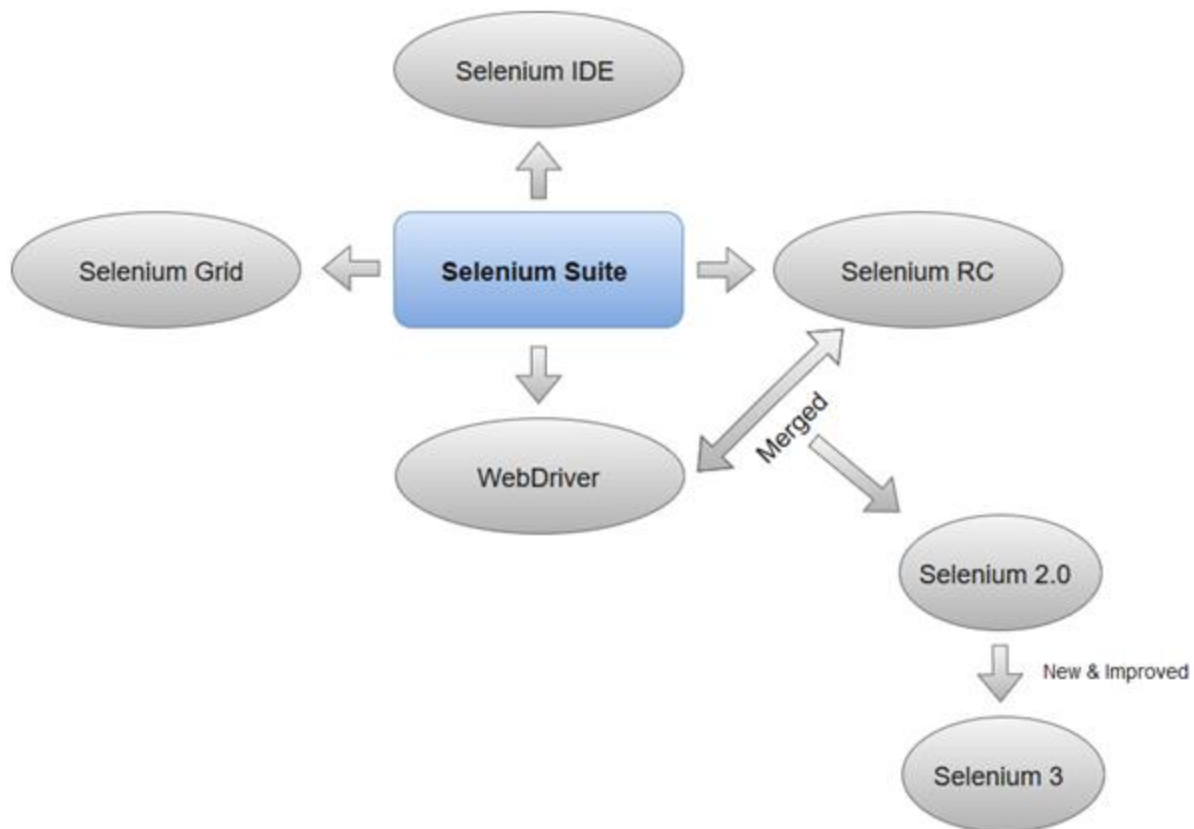 Selenium IDE
Selenium Grid
Selenium Suite
Selenium RC
Merged
WebDriver
Selenium 2.0
New & Improved
Selenium 3